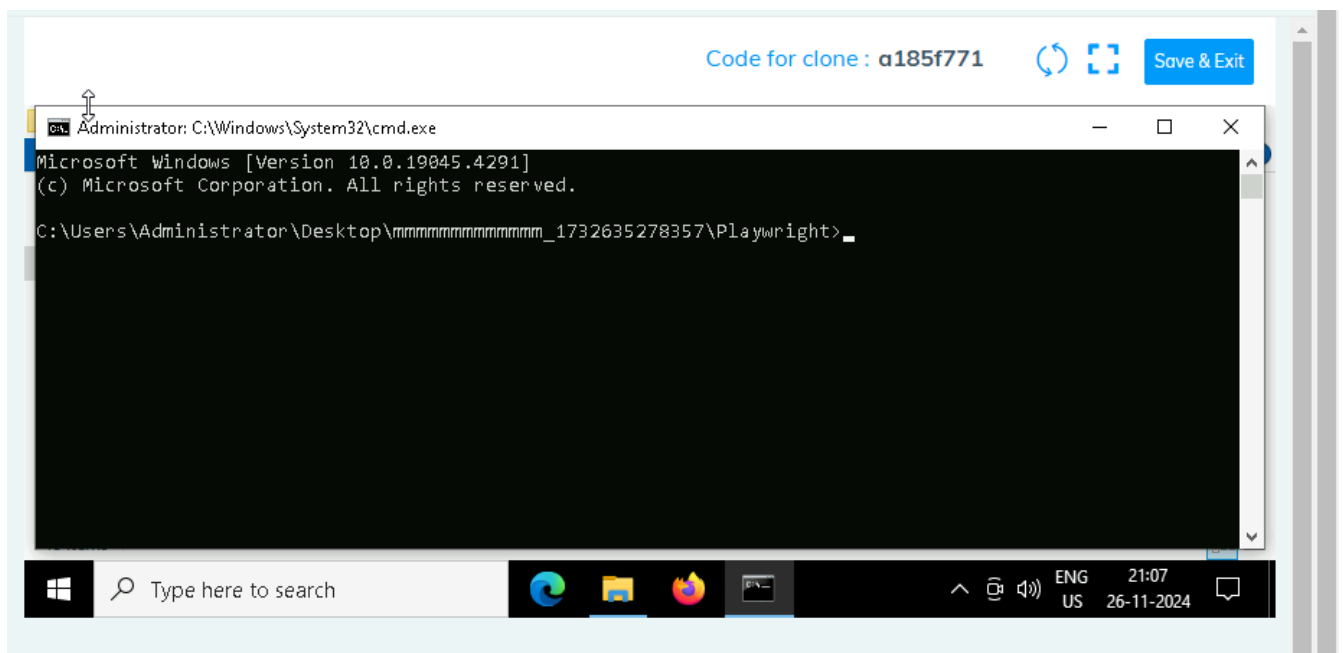 Code for clone : a185f771
Save & Exit
Administrator: C:\Windows\System32\cmd.exe
Microsoft Windows [Version 10.0.19045.4291]
(c) Microsoft Corporation. All rights reserved.
C:\Users\Administrator\Desktop\mmmmmmmmmmmmmm_1732635278357\Playwright>
Type here to search
ENG
US
21:07
26-11-2024